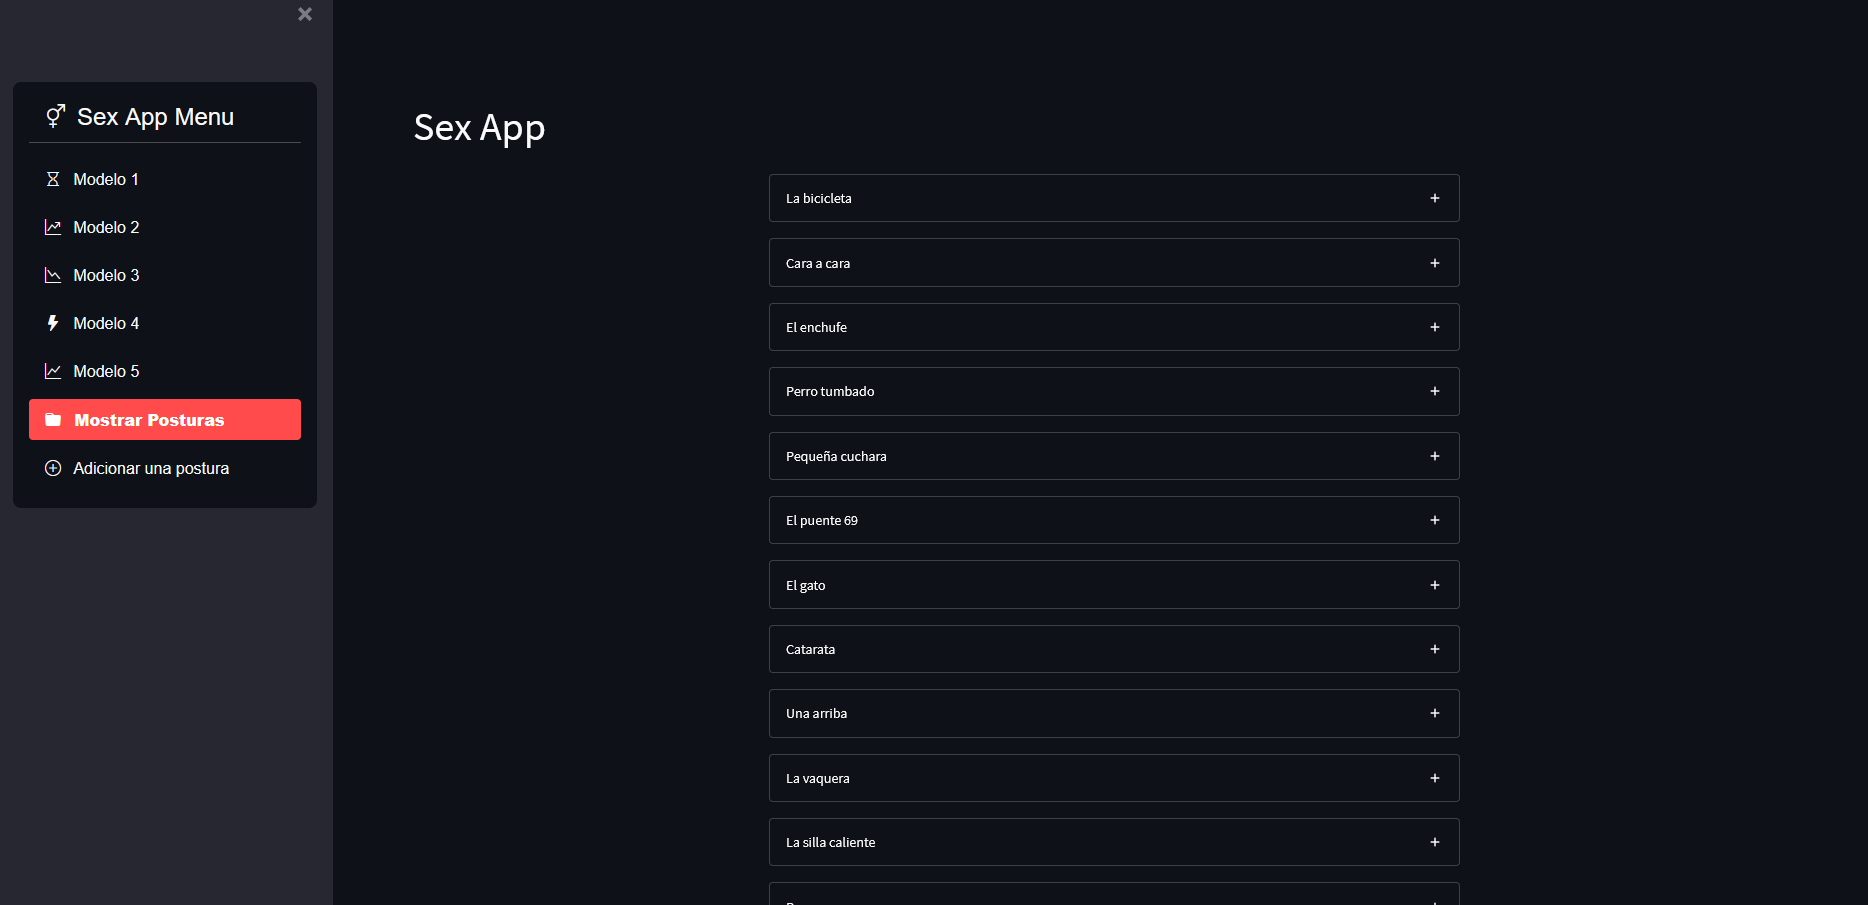 Sex App Menu
Modelo 1
Modelo 2
Modelo 3
Modelo 4
Modelo 5
Mostrar Posturas
Adicionar una postura
Sex App
La bicicleta
Cara a cara
El enchufe
Perro tumbado
Pequeña cuchara
El puente 69
El gato
Catarata
Una arriba
La vaquera
La silla caliente